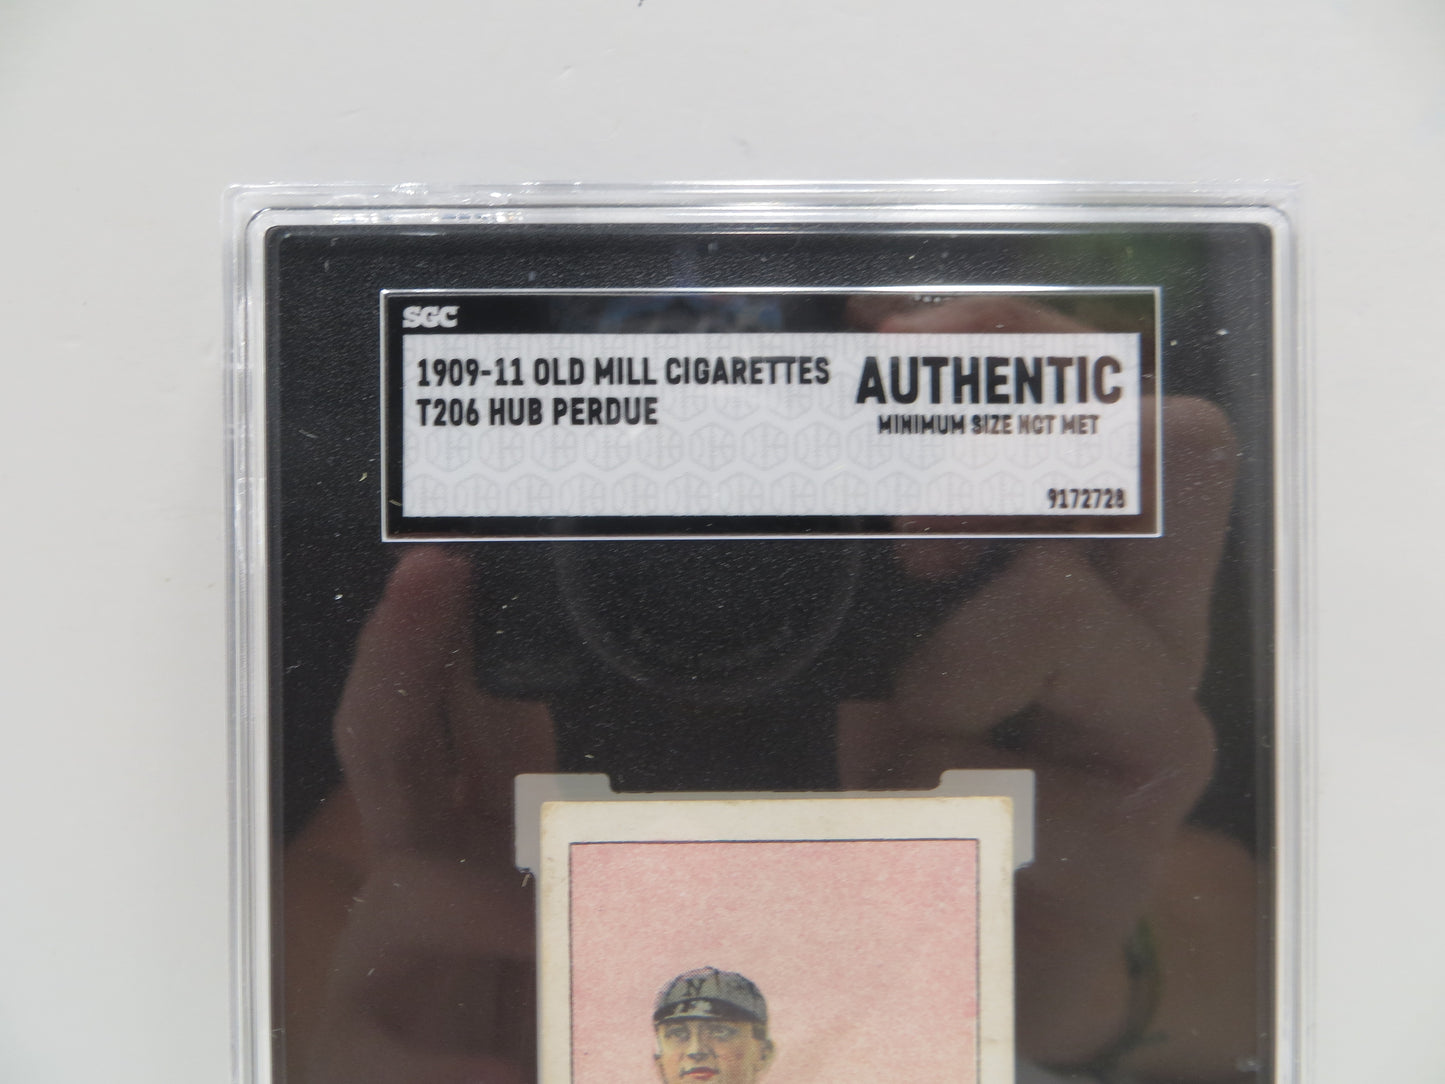 SGC
1909-11 OLD MILL CIGARETTES
T206 HUB PERDUE
AUTHENTIC
MINIMUM SIZE NOT MET
9172728
N